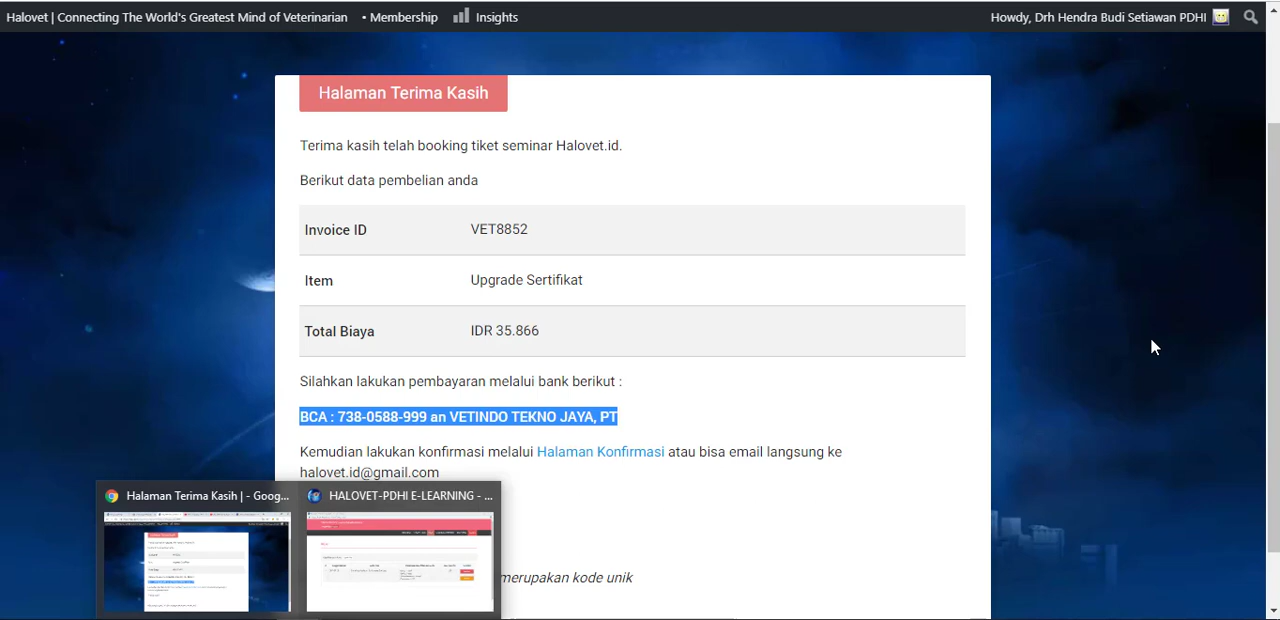 Halovet | Connecting The World's Greatest Mind of Veterinarian • Membership Insights Howdy, Drh Hendra Budi Setiawan PDHI
Halaman Terima Kasih
Terima kasih telah booking tiket seminar Halovet.id.
Berikut data pembelian anda
Invoice ID VET8852
Item Upgrade Sertifikat
Total Biaya IDR 35.866
Silahkan lakukan pembayaran melalui bank berikut :
BCA : 738-0588-999 an VETINDO TEKNO JAYA, PT
Kemudian lakukan konfirmasi melalui Halaman Konfirmasi atau bisa email langsung ke
halovet.id@gmail.com
Halaman Terima Kasih | - Goog... HALOVET-PDHI E-LEARNING - ...
merupakan kode unik